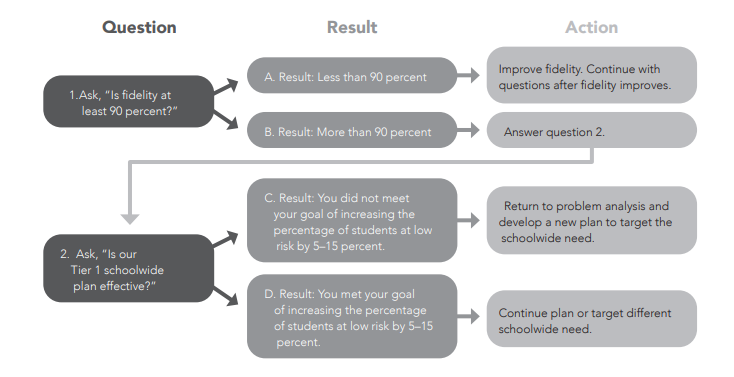 Question
Result
Action
1.Ask, “Is fidelity at
least 90 percent?”
A. Result: Less than 90 percent
Improve fidelity. Continue with
questions after fidelity improves.
B. Result: More than 90 percent
Answer question 2.
2. Ask, “Is our
Tier 1 schoolwide
plan effective?”
C. Result: You did not meet
your goal of increasing the
percentage of students at low
risk by 5–15 percent.
Return to problem analysis and
develop a new plan to target the
schoolwide need.
D. Result: You met your goal
of increasing the percentage
of students at low risk by 5–15
percent.
Continue plan or target different
schoolwide need.